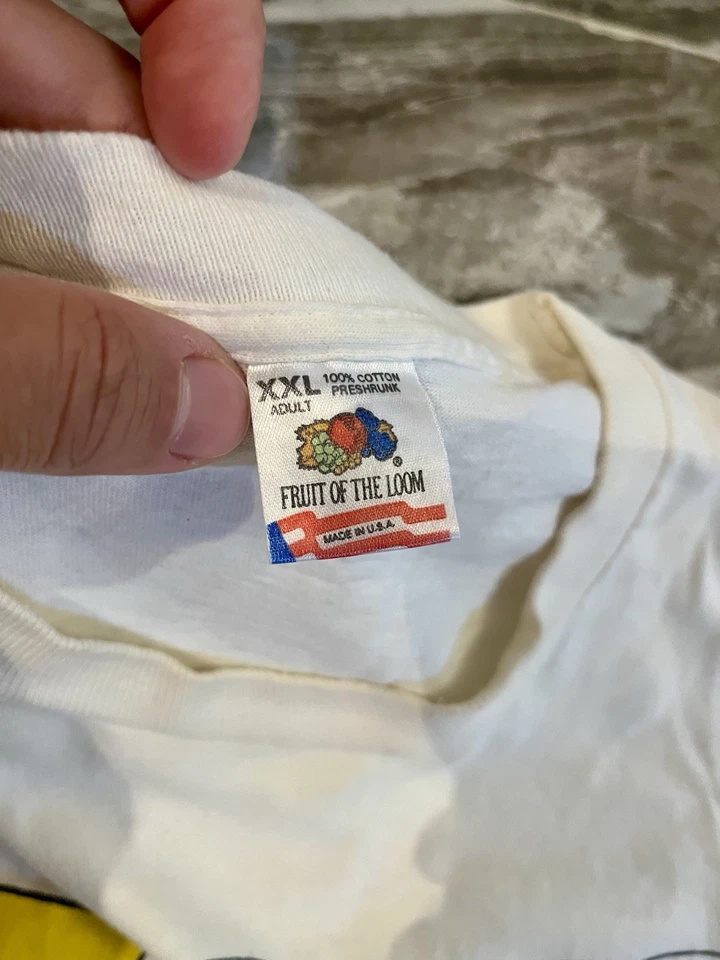 XXL 100% COTTON
ADULT PRESHRUNK
®
FRUIT OF THE LOOM
MADE IN U.S.A.